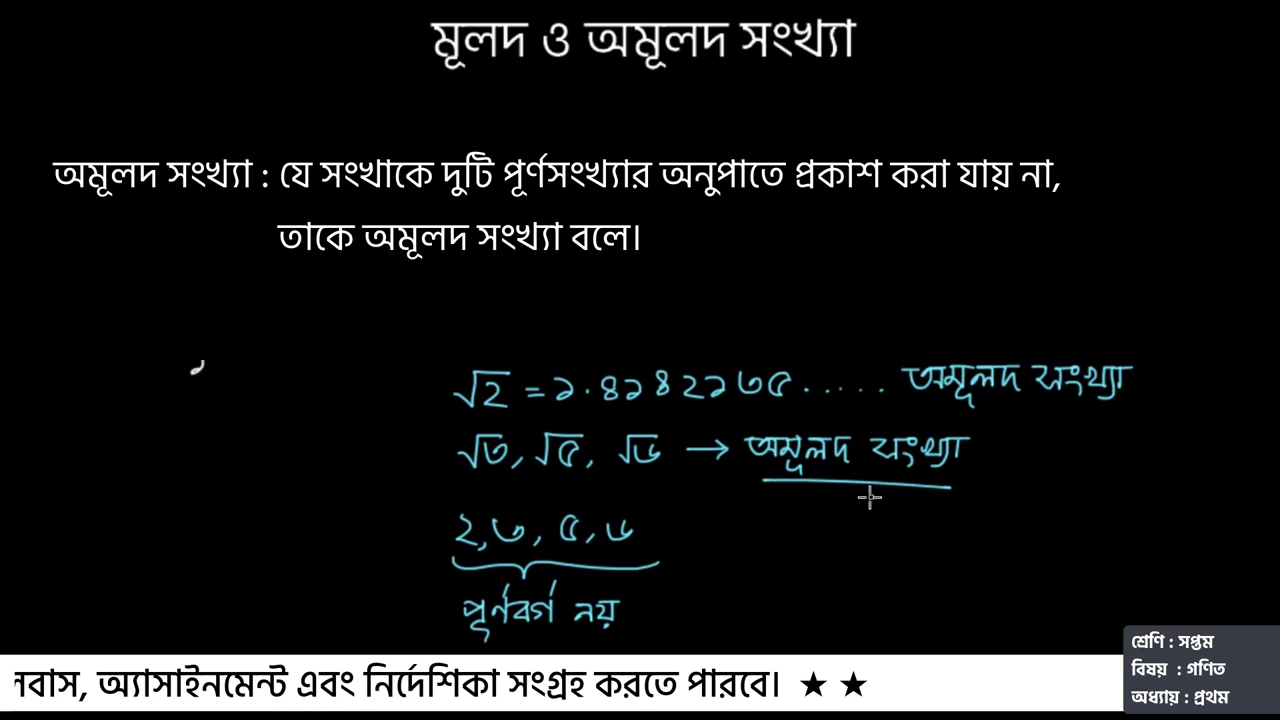 মূলদ ও অমূলদ সংখ্যা
অমূলদ সংখ্যা : যে সংখাকে দুটি পূর্ণসংখ্যার অনুপাতে প্রকাশ করা যায় না,
তাকে অমূলদ সংখ্যা বলে।
√2 = ১.৪১৪২১৩৫..... অমূলদ সংখ্যা
√৩, √৫, √৬ → অমূলদ সংখ্যা
২, ৩, ৫, ৬
পূর্ণবর্গ নয়
শ্রেণি : সপ্তম
বিষয় : গণিত
অধ্যায় : প্রথম
অ্যাসাইনমেন্ট এবং নির্দেশিকা সংগ্রহ করতে পারবে। ★ ★